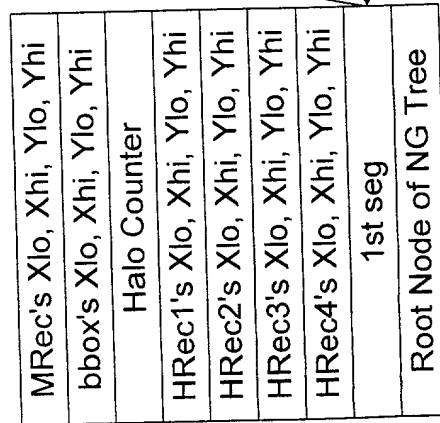 MRec's Xlo, Xhi, Ylo, Yhi
bbox's Xlo, Xhi, Ylo, Yhi
Halo Counter
HRec1's Xlo, Xhi, Ylo, Yhi
HRec2's Xlo, Xhi, Ylo, Yhi
HRec3's Xlo, Xhi, Ylo, Yhi
HRec4's Xlo, Xhi, Ylo, Yhi
1st seg
Root Node of NG Tree